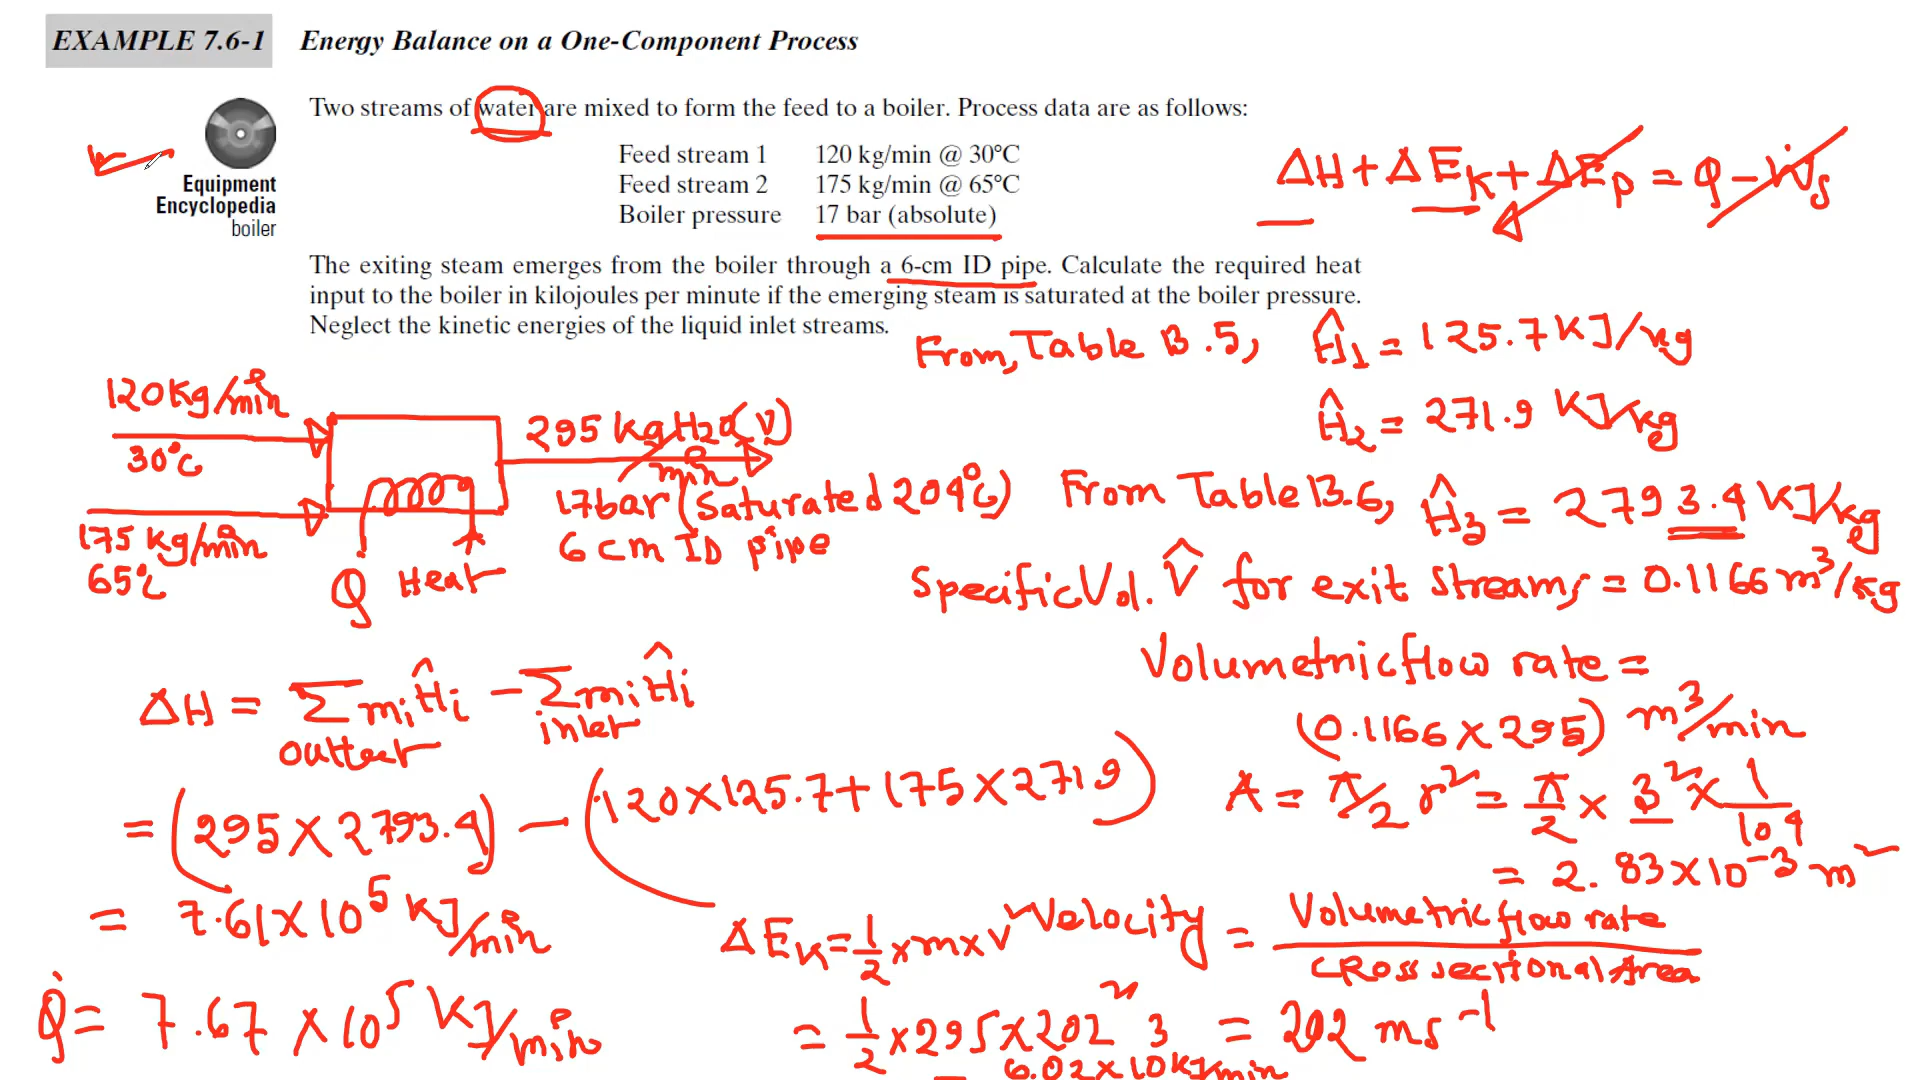 EXAMPLE 7.6-1 Energy Balance on a One-Component Process
Equipment
Encyclopedia
boiler
Two streams of water are mixed to form the feed to a boiler. Process data are as follows:
Feed stream 1 120 kg/min @ 30°C
Feed stream 2 175 kg/min @ 65°C
Boiler pressure 17 bar (absolute)
ΔH + ΔEK + ΔEp = Q − Ws
The exiting steam emerges from the boiler through a 6-cm ID pipe. Calculate the required heat
input to the boiler in kilojoules per minute if the emerging steam is saturated at the boiler pressure.
Neglect the kinetic energies of the liquid inlet streams.
From, Table B.5, Ĥ1 = 125.7 KJ/kg
Ĥ2 = 271.9 KJ/kg
120 Kg/min
30°C
175 kg/min
65°C
Q Heat
295 kg H2O(V)/min
17bar (Saturated 204°C)
6 cm ID pipe
From Table B.6, Ĥ3 = 2793.4 KJ/kg
Specific Vol. V̂ for exit stream, = 0.1166 m³/kg
Volumetric flow rate =
(0.1166 × 295) m³/min
A = π/2 r² = π/2 × 3² × 1/10⁴
= 2.83×10⁻³ m²
ΔH = Σ miĤi − Σ miĤi
outlet inlet
= (295 × 2793.4) − (120×125.7 + 175×271.9)
= 7.61×10⁵ KJ/min
Q̇ = 7.67 × 10⁵ KJ/min
Velocity = Volumetric flow rate / Cross sectional Area
= 202 ms⁻¹
ΔEK = 1/2 × m × v²
= 1/2 × 295 × 202²
= 6.02×10³ KJ/min